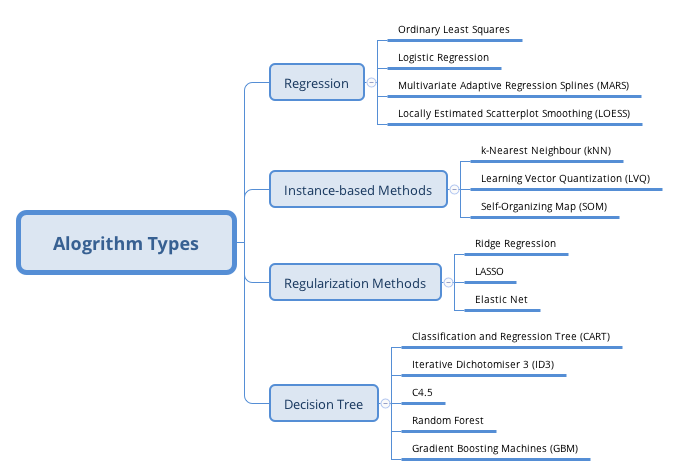 Alogrithm Types
Regression
Ordinary Least Squares
Logistic Regression
Multivariate Adaptive Regression Splines (MARS)
Locally Estimated Scatterplot Smoothing (LOESS)
Instance-based Methods
k-Nearest Neighbour (kNN)
Learning Vector Quantization (LVQ)
Self-Organizing Map (SOM)
Regularization Methods
Ridge Regression
LASSO
Elastic Net
Decision Tree
Classification and Regression Tree (CART)
Iterative Dichotomiser 3 (ID3)
C4.5
Random Forest
Gradient Boosting Machines (GBM)